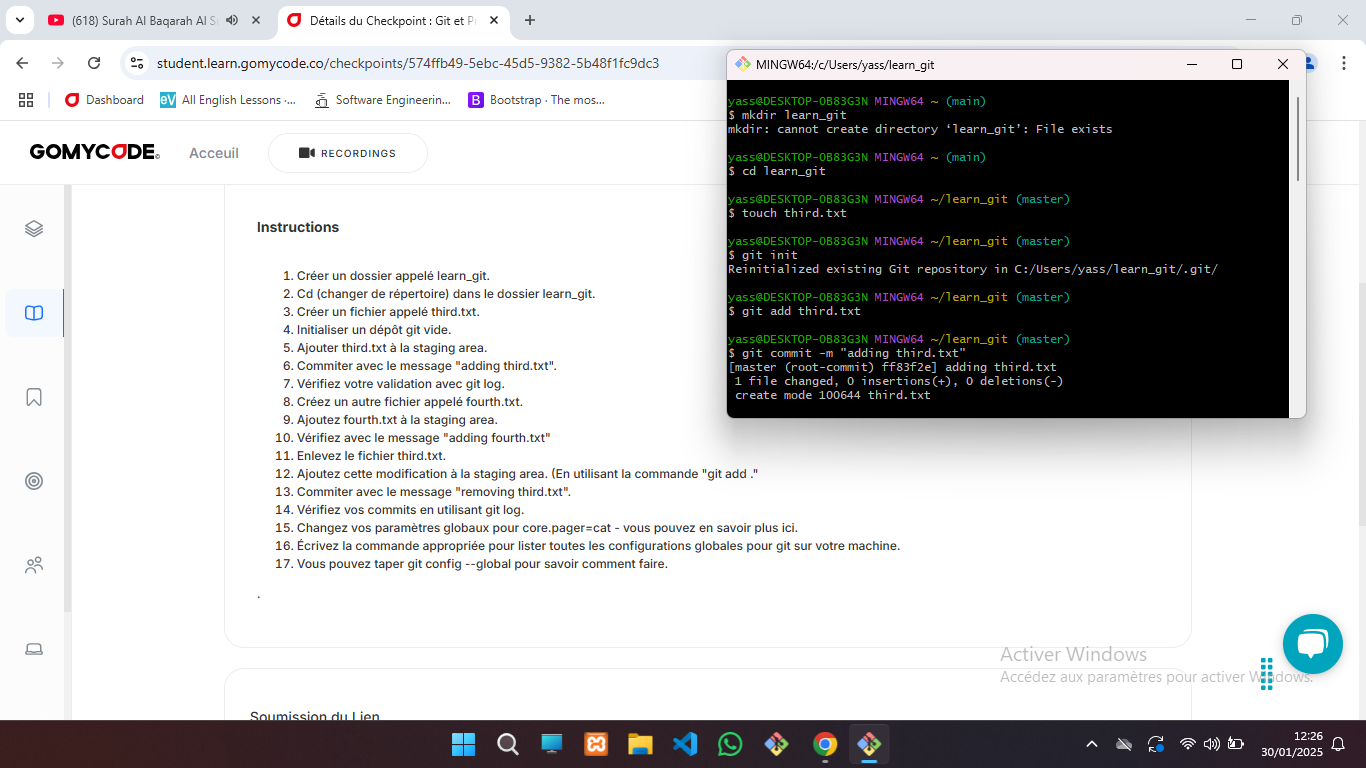 (618) Surah Al Baqarah Al S
Détails du Checkpoint : Git et P
student.learn.gomycode.co/checkpoints/574ffb49-5ebc-45d5-9382-5b48f1fc9dc3
Dashboard
All English Lessons ·...
Software Engineerin...
Bootstrap · The mos...
GOMYCODE
Acceuil
RECORDINGS
Instructions
1. Créer un dossier appelé learn_git.
2. Cd (changer de répertoire) dans le dossier learn_git.
3. Créer un fichier appelé third.txt.
4. Initialiser un dépôt git vide.
5. Ajouter third.txt à la staging area.
6. Commiter avec le message "adding third.txt".
7. Vérifiez votre validation avec git log.
8. Créez un autre fichier appelé fourth.txt.
9. Ajoutez fourth.txt à la staging area.
10. Vérifiez avec le message "adding fourth.txt"
11. Enlevez le fichier third.txt.
12. Ajoutez cette modification à la staging area. (En utilisant la commande "git add ."
13. Commiter avec le message "removing third.txt".
14. Vérifiez vos commits en utilisant git log.
15. Changez vos paramètres globaux pour core.pager=cat - vous pouvez en savoir plus ici.
16. Écrivez la commande appropriée pour lister toutes les configurations globales pour git sur votre machine.
17. Vous pouvez taper git config --global pour savoir comment faire.
.
Soumission du Lien
MINGW64:/c/Users/yass/learn_git
yass@DESKTOP-OB83G3N MINGW64 ~ (main)
$ mkdir learn_git
mkdir: cannot create directory ‘learn_git’: File exists
yass@DESKTOP-OB83G3N MINGW64 ~ (main)
$ cd learn_git
yass@DESKTOP-OB83G3N MINGW64 ~/learn_git (master)
$ touch third.txt
yass@DESKTOP-OB83G3N MINGW64 ~/learn_git (master)
$ git init
Reinitialized existing Git repository in C:/Users/yass/learn_git/.git/
yass@DESKTOP-OB83G3N MINGW64 ~/learn_git (master)
$ git add third.txt
yass@DESKTOP-OB83G3N MINGW64 ~/learn_git (master)
$ git commit -m "adding third.txt"
[master (root-commit) ff83f2e] adding third.txt
1 file changed, 0 insertions(+), 0 deletions(-)
create mode 100644 third.txt
Activer Windows
Accédez aux paramètres pour activer Windows.
12:26
30/01/2025